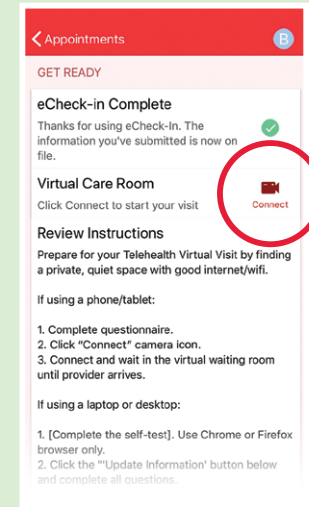 Appointments
B
GET READY
eCheck-in Complete
Thanks for using eCheck-In. The
information you've submitted is now on
file.
Virtual Care Room
Click Connect to start your visit
Connect
Review Instructions
Prepare for your Telehealth Virtual Visit by finding
a private, quiet space with good internet/wifi.
If using a phone/tablet:
1. Complete questionnaire.
2. Click “Connect” camera icon.
3. Connect and wait in the virtual waiting room
until provider arrives.
If using a laptop or desktop:
1. [Complete the self-test]. Use Chrome or Firefox
browser only.
2. Click the "'Update Information' button below
and complete all questions.